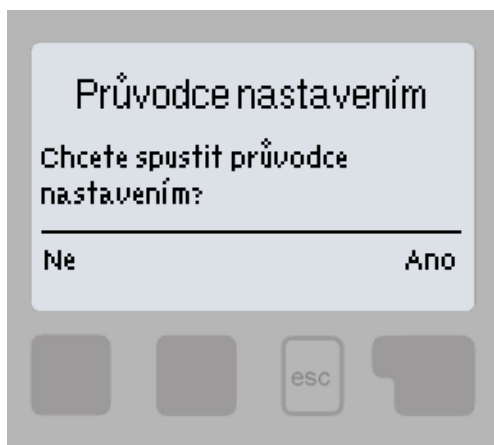 Průvodce nastavením
Chcete spustit průvodce
nastavením?
Ne Ano
esc